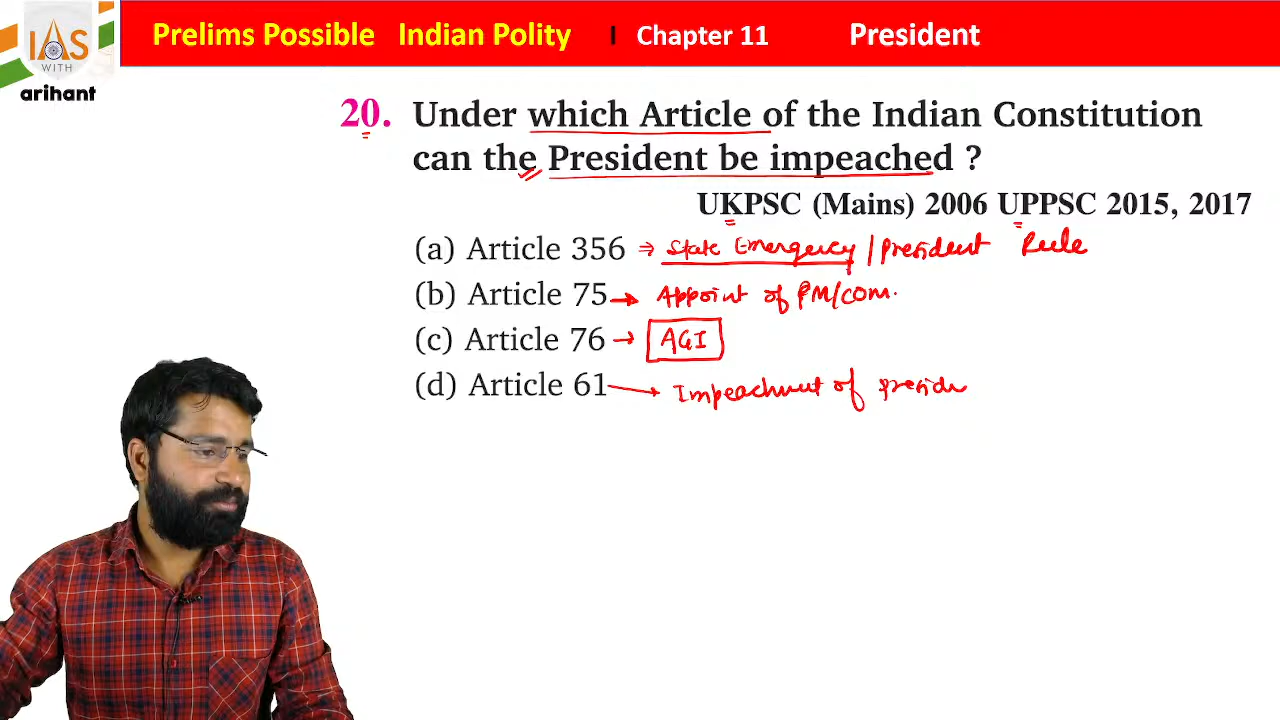 IAS
WITH
arihant
Prelims Possible Indian Polity | Chapter 11 President
20. Under which Article of the Indian Constitution
can the President be impeached ?
UKPSC (Mains) 2006 UPPSC 2015, 2017
(a) Article 356 → State Emergency / President Rule
(b) Article 75 → Appoint of PM/COM.
(c) Article 76 → AGI
(d) Article 61 → Impeachment of Presiden